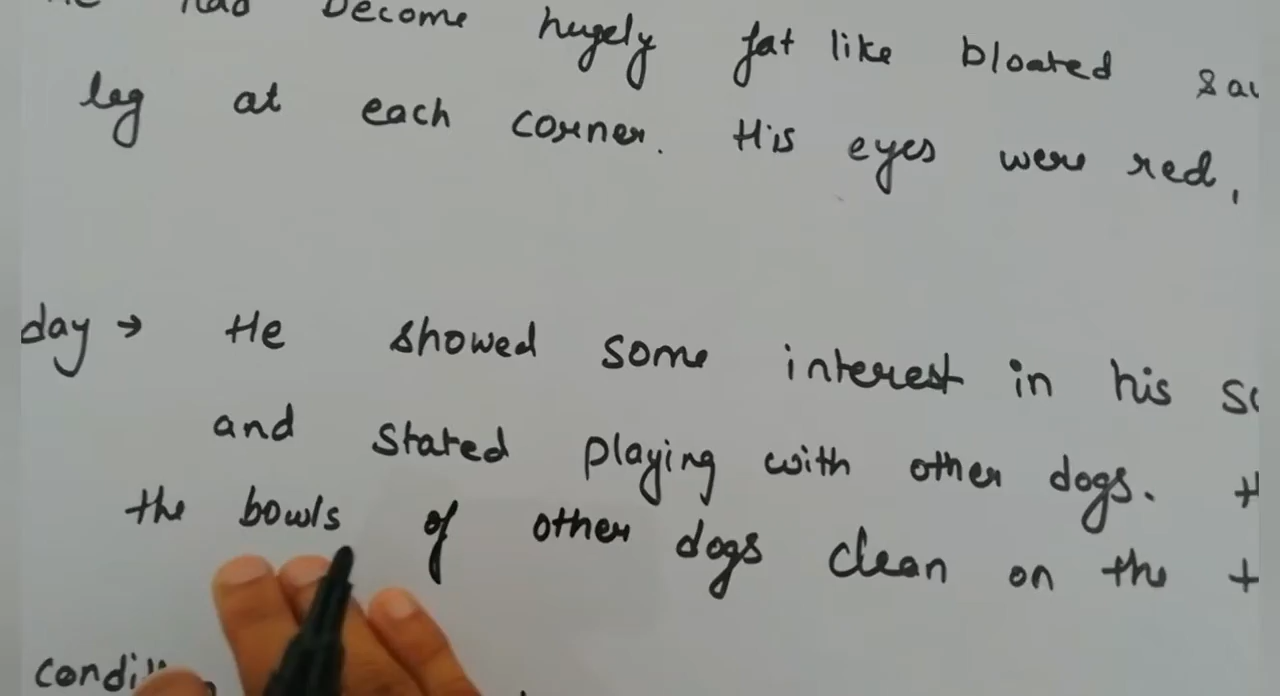 had become hugely fat like bloated
leg at each corner. His eyes were red,
day → He showed some interest in his
and stated playing with other dogs.
the bowls of other dogs clean on the